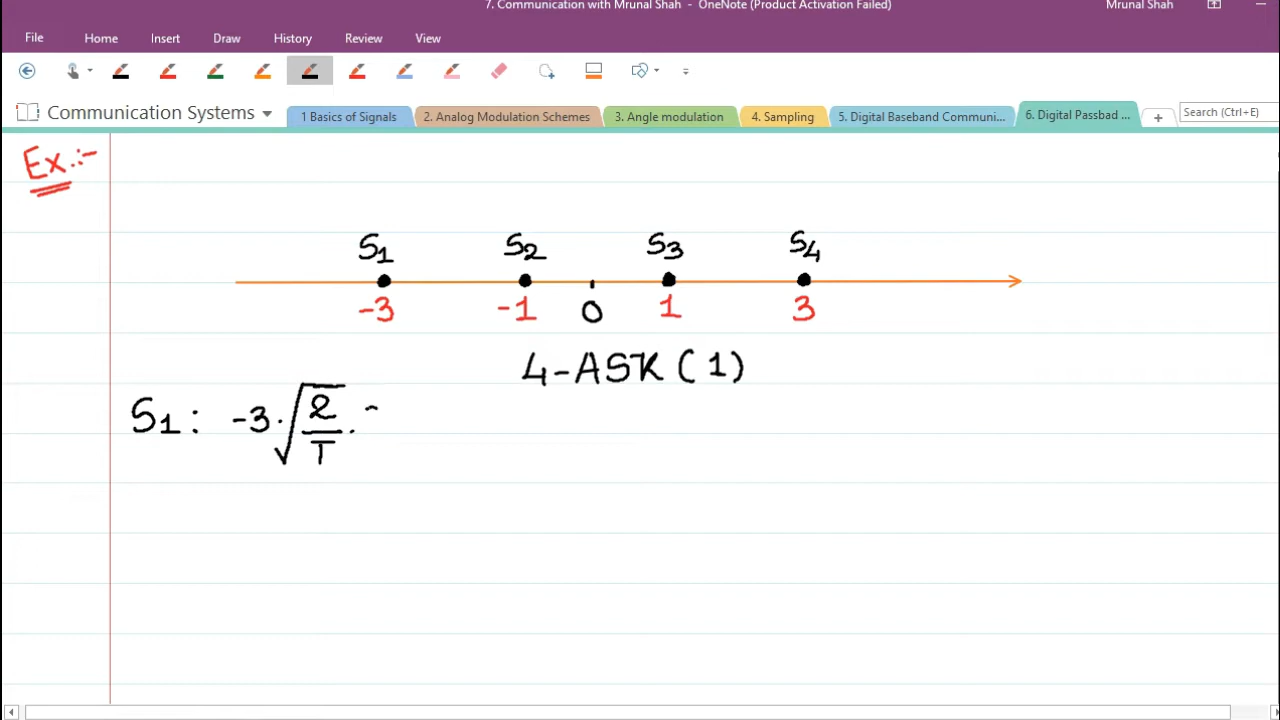 7. Communication with Mrunal Shah - OneNote (Product Activation Failed) Mrunal Shah
File Home Insert Draw History Review View
Communication Systems 1 Basics of Signals 2. Analog Modulation Schemes 3. Angle modulation 4. Sampling 5. Digital Baseband Communi... 6. Digital Passbad ... + Search (Ctrl+E)
Ex.:-
S1 S2 S3 S4
-3 -1 0 1 3
4-ASK (1)
S1: -3·√2/T ·